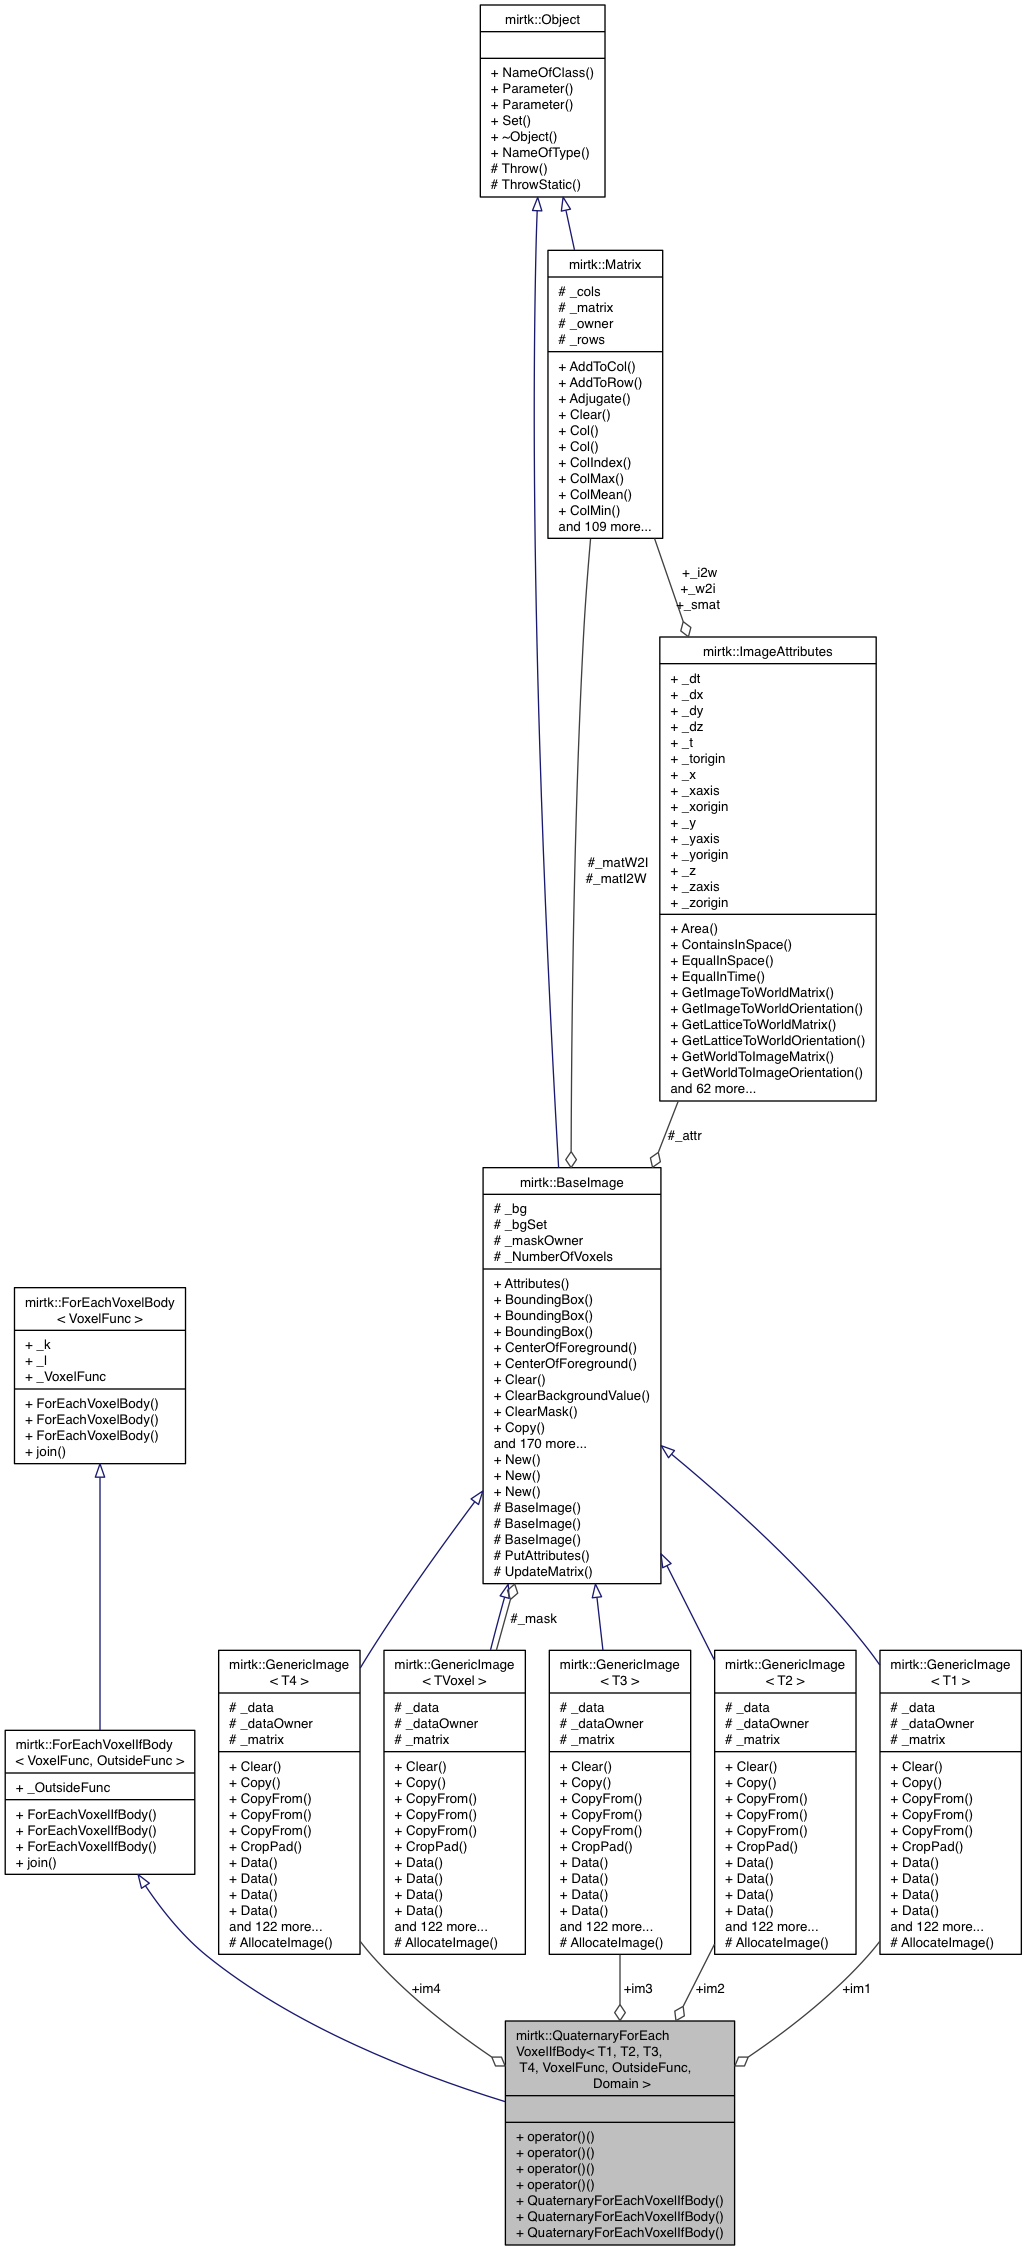 mirtk::Object
+ NameOfClass()
+ Parameter()
+ Parameter()
+ Set()
+ ~Object()
+ NameOfType()
# Throw()
# ThrowStatic()
mirtk::Matrix
# _cols
# _matrix
# _owner
# _rows
+ AddToCol()
+ AddToRow()
+ Adjugate()
+ Clear()
+ Col()
+ Col()
+ ColIndex()
+ ColMax()
+ ColMean()
+ ColMin()
and 109 more...
+_i2w
+_w2i
+_smat
mirtk::ImageAttributes
+ _dt
+ _dx
+ _dy
+ _dz
+ _t
+ _torigin
+ _x
+ _xaxis
+ _xorigin
+ _y
+ _yaxis
+ _yorigin
+ _z
+ _zaxis
+ _zorigin
+ Area()
+ ContainsInSpace()
+ EqualInSpace()
+ EqualInTime()
+ GetImageToWorldMatrix()
+ GetImageToWorldOrientation()
+ GetLatticeToWorldMatrix()
+ GetLatticeToWorldOrientation()
+ GetWorldToImageMatrix()
+ GetWorldToImageOrientation()
and 62 more...
#_matW2I
#_matI2W
#_attr
mirtk::BaseImage
# _bg
# _bgSet
# _maskOwner
# _NumberOfVoxels
+ Attributes()
+ BoundingBox()
+ BoundingBox()
+ BoundingBox()
+ CenterOfForeground()
+ CenterOfForeground()
+ Clear()
+ ClearBackgroundValue()
+ ClearMask()
+ Copy()
and 170 more...
+ New()
+ New()
+ New()
# BaseImage()
# BaseImage()
# BaseImage()
# PutAttributes()
# UpdateMatrix()
mirtk::ForEachVoxelBody
< VoxelFunc >
+ _k
+ _l
+ _VoxelFunc
+ ForEachVoxelBody()
+ ForEachVoxelBody()
+ ForEachVoxelBody()
+ join()
#_mask
mirtk::ForEachVoxelIfBody
< VoxelFunc, OutsideFunc >
+ _OutsideFunc
+ ForEachVoxelIfBody()
+ ForEachVoxelIfBody()
+ ForEachVoxelIfBody()
+ join()
mirtk::GenericImage
< T4 >
# _data
# _dataOwner
# _matrix
+ Clear()
+ Copy()
+ CopyFrom()
+ CopyFrom()
+ CopyFrom()
+ CropPad()
+ Data()
+ Data()
+ Data()
+ Data()
and 122 more...
# AllocateImage()
mirtk::GenericImage
< TVoxel >
# _data
# _dataOwner
# _matrix
+ Clear()
+ Copy()
+ CopyFrom()
+ CopyFrom()
+ CopyFrom()
+ CropPad()
+ Data()
+ Data()
+ Data()
+ Data()
and 122 more...
# AllocateImage()
mirtk::GenericImage
< T3 >
# _data
# _dataOwner
# _matrix
+ Clear()
+ Copy()
+ CopyFrom()
+ CopyFrom()
+ CopyFrom()
+ CropPad()
+ Data()
+ Data()
+ Data()
+ Data()
and 122 more...
# AllocateImage()
mirtk::GenericImage
< T2 >
# _data
# _dataOwner
# _matrix
+ Clear()
+ Copy()
+ CopyFrom()
+ CopyFrom()
+ CopyFrom()
+ CropPad()
+ Data()
+ Data()
+ Data()
+ Data()
and 122 more...
# AllocateImage()
mirtk::GenericImage
< T1 >
# _data
# _dataOwner
# _matrix
+ Clear()
+ Copy()
+ CopyFrom()
+ CopyFrom()
+ CopyFrom()
+ CropPad()
+ Data()
+ Data()
+ Data()
+ Data()
and 122 more...
# AllocateImage()
+im4
+im3
+im2
+im1
mirtk::QuaternaryForEach
VoxelIfBody< T1, T2, T3,
T4, VoxelFunc, OutsideFunc,
Domain >
+ operator()()
+ operator()()
+ operator()()
+ operator()()
+ QuaternaryForEachVoxelIfBody()
+ QuaternaryForEachVoxelIfBody()
+ QuaternaryForEachVoxelIfBody()